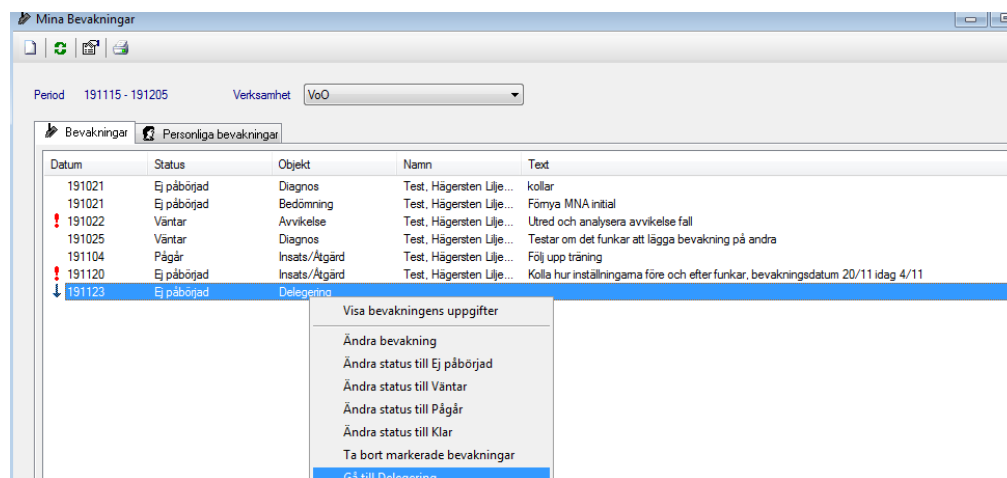 Mina Bevakningar
Period 191115 - 191205 Verksamhet VoO
Bevakningar Personliga bevakningar
Datum Status Objekt Namn Text
191021 Ej påbörjad Diagnos Test, Hägersten Lilje... kollar
191021 Ej påbörjad Bedömning Test, Hägersten Lilje... Förnya MNA initial
191022 Väntar Avvikelse Test, Hägersten Lilje... Utred och analysera avvikelse fall
191025 Väntar Diagnos Test, Hägersten Lilje... Testar om det funkar att lägga bevakning på andra
191104 Pågår Insats/Åtgärd Test, Hägersten Lilje... Följ upp träning
191120 Ej påbörjad Insats/Åtgärd Test, Hägersten Lilje... Kolla hur inställningarna före och efter funkar, bevakningsdatum 20/11 idag 4/11
191123 Ej påbörjad Delegering
Visa bevakningens uppgifter
Ändra bevakning
Ändra status till Ej påbörjad
Ändra status till Väntar
Ändra status till Pågår
Ändra status till Klar
Ta bort markerade bevakningar
Gå till Delegering